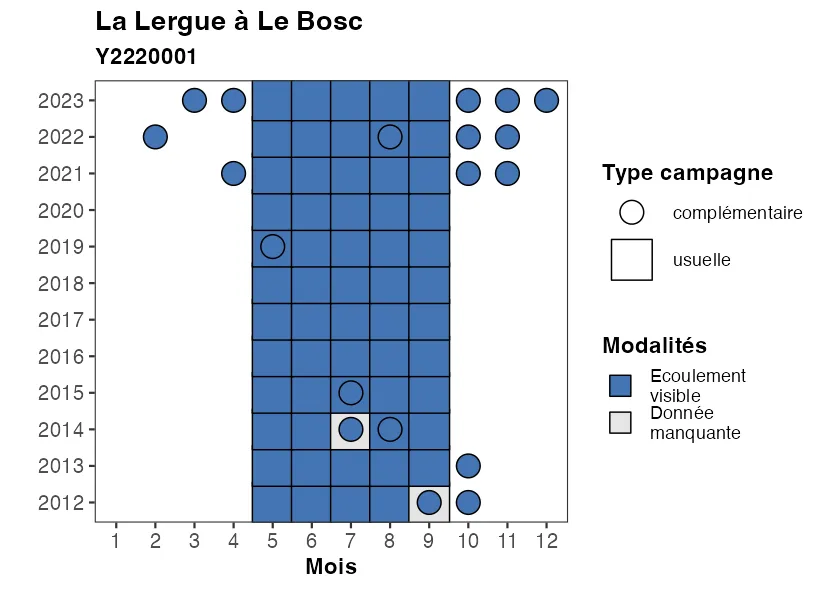 La Lergue à Le Bosc
Y2220001
2023
2022
2021
2020
2019
2018
2017
2016
2015
2014
2013
2012
1 2 3 4 5 6 7 8 9 10 11 12
Mois
Type campagne
complémentaire
usuelle
Modalités
Ecoulement
visible
Donnée
manquante